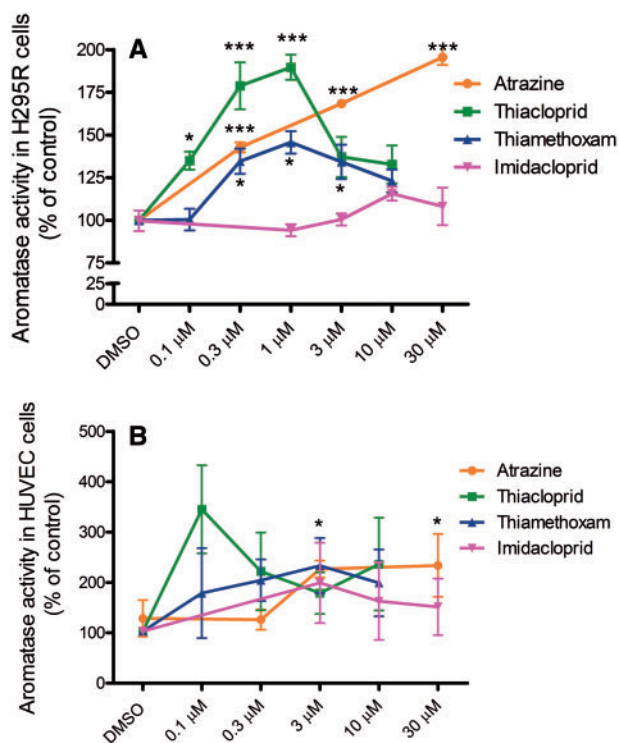 Aromatase activity in H295R cells
(% of control)
A
200
175
150
125
100
75
25
0
*
***
***
***
***
***
*
*
*
Atrazine
Thiacloprid
Thiamethoxam
Imidacloprid
DMSO
0.1 µM
0.3 µM
1 µM
3 µM
10 µM
30 µM
Aromatase activity in HUVEC cells
(% of control)
B
500
400
300
200
100
0
*
*
Atrazine
Thiacloprid
Thiamethoxam
Imidacloprid
DMSO
0.1 µM
0.3 µM
3 µM
10 µM
30 µM